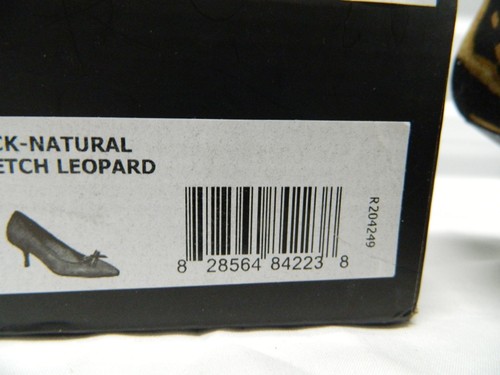 CK-NATURAL
ETCH LEOPARD
8 28564 84223 8
R204249